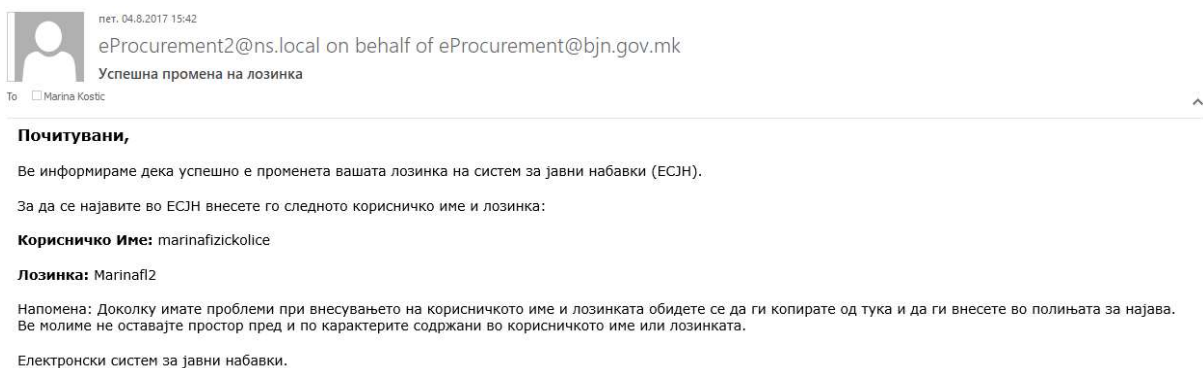 пет. 04.8.2017 15:42
eProcurement2@ns.local on behalf of eProcurement@bjn.gov.mk
Успешна промена на лозинка
To Marina Kostic
Почитувани,
Ве информираме дека успешно е променета вашата лозинка на систем за јавни набавки (ЕСЈН).
За да се најавите во ЕСЈН внесете го следното корисничко име и лозинка:
Корисничко Име: marinafizickolice
Лозинка: Marinafl2
Напомена: Доколку имате проблеми при внесувањето на корисничкото име и лозинката обидете се да ги копирате од тука и да ги внесете во полињата за најава.
Ве молиме не оставајте простор пред и по карактерите содржани во корисничкото име или лозинката.
Електронски систем за јавни набавки.